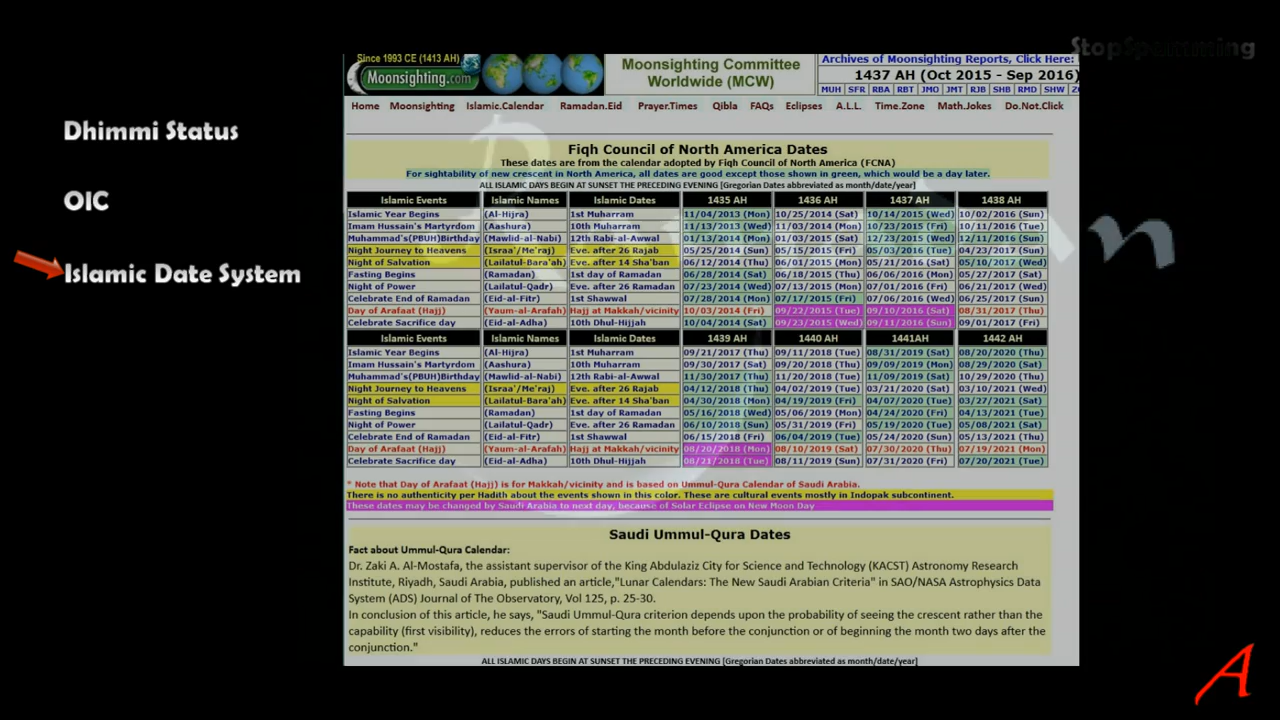 StopSpamming
Dhimmi Status
OIC
Islamic Date System
Since 1993 CE (1413 AH)
Moonsighting.com
Moonsighting Committee
Worldwide (MCW)
Archives of Moonsighting Reports, Click Here:
1437 AH (Oct 2015 - Sep 2016)
MUH SFR RBA RBT JMO JMT RJB SHB RMD SHW
Home Moonsighting Islamic.Calendar Ramadan.Eid Prayer.Times Qibla FAQs Eclipses A.L.L. Time.Zone Math.Jokes Do.Not.Click
Fiqh Council of North America Dates
These dates are from the calendar adopted by Fiqh Council of North America (FCNA)
For sightability of new crescent in North America, all dates are good except those shown in green, which would be a day later.
ALL ISLAMIC DAYS BEGIN AT SUNSET THE PRECEDING EVENING [Gregorian Dates abbreviated as month/date/year]
Islamic Events Islamic Names Islamic Dates 1435 AH 1436 AH 1437 AH 1438 AH
Islamic Year Begins (Al-Hijra) 1st Muharram 11/04/2013 (Mon) 10/25/2014 (Sat) 10/14/2015 (Wed) 10/02/2016 (Sun)
Imam Hussain's Martyrdom (Aashura) 10th Muharram 11/13/2013 (Wed) 11/03/2014 (Mon) 10/23/2015 (Fri) 10/11/2016 (Tue)
Muhammad's(PBUH)Birthday (Mawlid-al-Nabi) 12th Rabi-al-Awwal 01/13/2014 (Mon) 01/03/2015 (Sat) 12/23/2015 (Wed) 12/11/2016 (Sun)
Night Journey to Heavens (Israa'/Me'raj) Eve. after 26 Rajab 05/25/2014 (Sun) 05/15/2015 (Fri) 05/03/2016 (Tue) 04/23/2017 (Sun)
Night of Salvation (Lailatul-Bara'ah) Eve. after 14 Sha'ban 06/12/2014 (Thu) 06/01/2015 (Mon) 05/21/2016 (Sat) 05/10/2017 (Wed)
Fasting Begins (Ramadan) 1st day of Ramadan 06/28/2014 (Sat) 06/18/2015 (Thu) 06/06/2016 (Mon) 05/27/2017 (Sat)
Night of Power (Lailatul-Qadr) Eve. after 26 Ramadan 07/23/2014 (Wed) 07/13/2015 (Mon) 07/01/2016 (Fri) 06/21/2017 (Wed)
Celebrate End of Ramadan (Eid-al-Fitr) 1st Shawwal 07/28/2014 (Mon) 07/17/2015 (Fri) 07/06/2016 (Wed) 06/25/2017 (Sun)
Day of Arafaat (Hajj) (Yaum-al-Arafah) Hajj at Makkah/vicinity 10/03/2014 (Fri) 09/22/2015 (Tue) 09/10/2016 (Sat) 08/31/2017 (Thu)
Celebrate Sacrifice day (Eid-al-Adha) 10th Dhul-Hijjah 10/04/2014 (Sat) 09/23/2015 (Wed) 09/11/2016 (Sun) 09/01/2017 (Fri)
Islamic Events Islamic Names Islamic Dates 1439 AH 1440 AH 1441AH 1442 AH
Islamic Year Begins (Al-Hijra) 1st Muharram 09/21/2017 (Thu) 09/11/2018 (Tue) 08/31/2019 (Sat) 08/20/2020 (Thu)
Imam Hussain's Martyrdom (Aashura) 10th Muharram 09/30/2017 (Sat) 09/20/2018 (Thu) 09/09/2019 (Mon) 08/29/2020 (Sat)
Muhammad's(PBUH)Birthday (Mawlid-al-Nabi) 12th Rabi-al-Awwal 11/30/2017 (Thu) 11/20/2018 (Tue) 11/09/2019 (Sat) 10/29/2020 (Thu)
Night Journey to Heavens (Israa'/Me'raj) Eve. after 26 Rajab 04/12/2018 (Thu) 04/02/2019 (Tue) 03/21/2020 (Sat) 03/10/2021 (Wed)
Night of Salvation (Lailatul-Bara'ah) Eve. after 14 Sha'ban 04/30/2018 (Mon) 04/19/2019 (Fri) 04/07/2020 (Tue) 03/27/2021 (Sat)
Fasting Begins (Ramadan) 1st day of Ramadan 05/16/2018 (Wed) 05/06/2019 (Mon) 04/24/2020 (Fri) 04/13/2021 (Tue)
Night of Power (Lailatul-Qadr) Eve. after 26 Ramadan 06/10/2018 (Sun) 05/31/2019 (Fri) 05/19/2020 (Tue) 05/08/2021 (Sat)
Celebrate End of Ramadan (Eid-al-Fitr) 1st Shawwal 06/15/2018 (Fri) 06/04/2019 (Tue) 05/24/2020 (Sun) 05/13/2021 (Thu)
Day of Arafaat (Hajj) (Yaum-al-Arafah) Hajj at Makkah/vicinity 08/20/2018 (Mon) 08/10/2019 (Sat) 07/30/2020 (Thu) 07/19/2021 (Mon)
Celebrate Sacrifice day (Eid-al-Adha) 10th Dhul-Hijjah 08/21/2018 (Tue) 08/11/2019 (Sun) 07/31/2020 (Fri) 07/20/2021 (Tue)
* Note that Day of Arafaat (Hajj) is for Makkah/vicinity and is based on Ummul-Qura Calendar of Saudi Arabia.
There is no authenticity per Hadith about the events shown in this color. These are cultural events mostly in Indopak subcontinent.
These dates may be changed by Saudi Arabia to next day, because of Solar Eclipse on New Moon Day
Saudi Ummul-Qura Dates
Fact about Ummul-Qura Calendar:
Dr. Zaki A. Al-Mostafa, the assistant supervisor of the King Abdulaziz City for Science and Technology (KACST) Astronomy Research
Institute, Riyadh, Saudi Arabia, published an article,"Lunar Calendars: The New Saudi Arabian Criteria" in SAO/NASA Astrophysics Data
System (ADS) Journal of The Observatory, Vol 125, p. 25-30.
In conclusion of this article, he says, "Saudi Ummul-Qura criterion depends upon the probability of seeing the crescent rather than the
capability (first visibility), reduces the errors of starting the month before the conjunction or of beginning the month two days after the
conjunction."
ALL ISLAMIC DAYS BEGIN AT SUNSET THE PRECEDING EVENING [Gregorian Dates abbreviated as month/date/year]
A